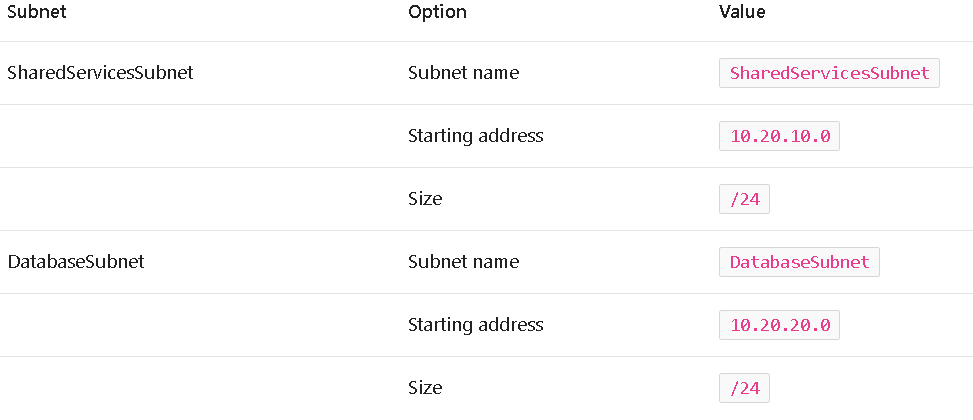 Subnet Option Value
SharedServicesSubnet Subnet name SharedServicesSubnet
Starting address 10.20.10.0
Size /24
DatabaseSubnet Subnet name DatabaseSubnet
Starting address 10.20.20.0
Size /24